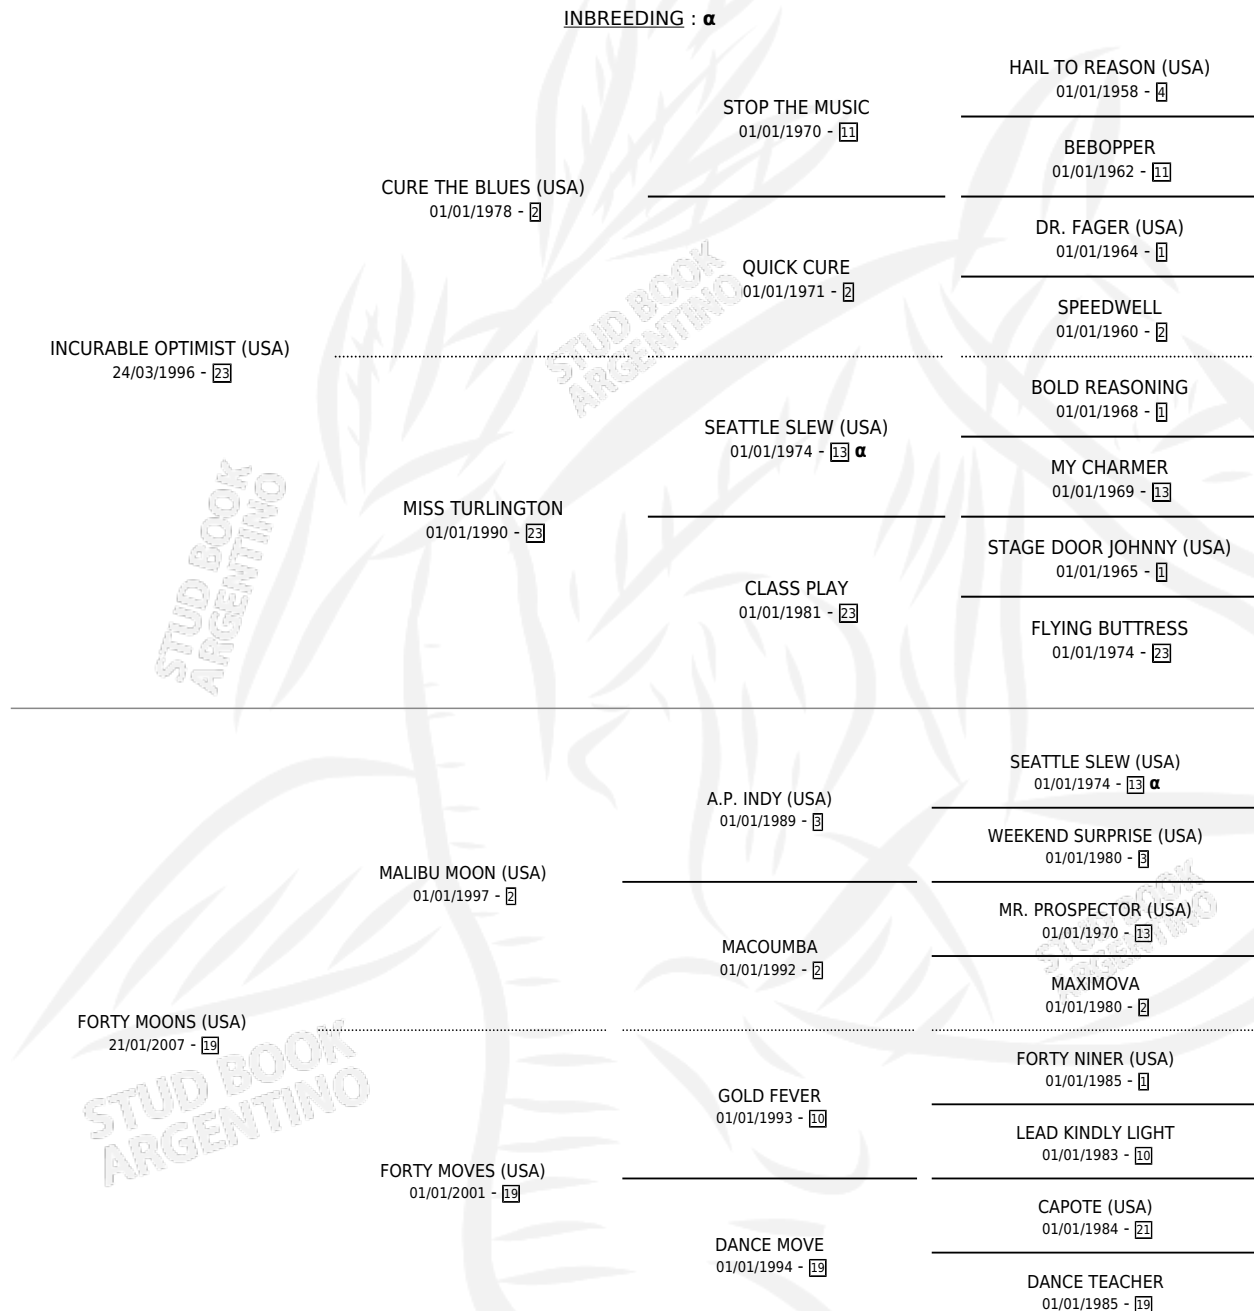 INBREEDING : α
HAIL TO REASON (USA)
01/01/1958 - 4
STOP THE MUSIC
01/01/1970 - 11
BEBOPPER
01/01/1962 - 11
CURE THE BLUES (USA)
01/01/1978 - 2
DR. FAGER (USA)
01/01/1964 - 1
QUICK CURE
01/01/1971 - 2
SPEEDWELL
01/01/1960 - 2
INCURABLE OPTIMIST (USA)
24/03/1996 - 23
BOLD REASONING
01/01/1968 - 1
SEATTLE SLEW (USA)
01/01/1974 - 13 α
MY CHARMER
01/01/1969 - 13
MISS TURLINGTON
01/01/1990 - 23
STAGE DOOR JOHNNY (USA)
01/01/1965 - 1
CLASS PLAY
01/01/1981 - 23
FLYING BUTTRESS
01/01/1974 - 23
SEATTLE SLEW (USA)
01/01/1974 - 13 α
A.P. INDY (USA)
01/01/1989 - 3
WEEKEND SURPRISE (USA)
01/01/1980 - 3
MALIBU MOON (USA)
01/01/1997 - 2
MR. PROSPECTOR (USA)
01/01/1970 - 13
MACOUMBA
01/01/1992 - 2
MAXIMOVA
01/01/1980 - 2
FORTY MOONS (USA)
21/01/2007 - 19
FORTY NINER (USA)
01/01/1985 - 1
GOLD FEVER
01/01/1993 - 10
LEAD KINDLY LIGHT
01/01/1983 - 10
FORTY MOVES (USA)
01/01/2001 - 19
CAPOTE (USA)
01/01/1984 - 21
DANCE MOVE
01/01/1994 - 19
DANCE TEACHER
01/01/1985 - 19
STUD BOOK
ARGENTINO
STUD BOOK
ARGENTINO
STUD BOOK
ARGENTINO
STUD BOOK
ARGENTINO